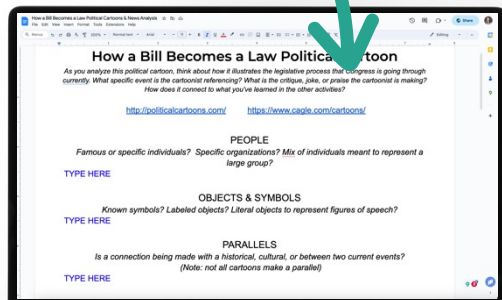 How a Bill Becomes a Law Political Cartoons & News Analysis
File Edit View Insert Format Tools Extensions Help
Share
Menus
Normal text
Arial
Editing
How a Bill Becomes a Law Political Cartoon
As you analyze this political cartoon, think about how it illustrates the legislative process that Congress is going through
currently. What specific event is the cartoonist referencing? What is the critique, joke, or praise the cartoonist is making?
How does it connect to what you've learned in the other activities?
http://politicalcartoons.com/ https://www.cagle.com/cartoons/
PEOPLE
Famous or specific individuals? Specific organizations? Mix of individuals meant to represent a
large group?
TYPE HERE
OBJECTS & SYMBOLS
Known symbols? Labeled objects? Literal objects to represent figures of speech?
TYPE HERE
PARALLELS
Is a connection being made with a historical, cultural, or between two current events?
(Note: not all cartoons make a parallel)
TYPE HERE